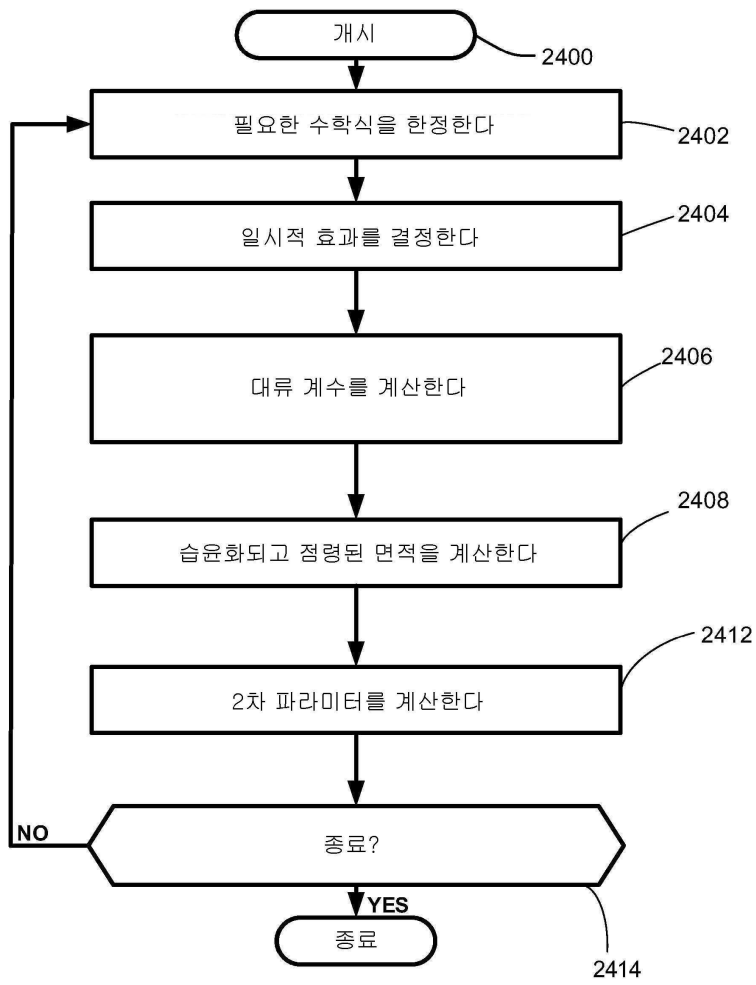 개시
2400
필요한 수학식을 한정한다
2402
일시적 효과를 결정한다
2404
대류 계수를 계산한다
2406
습윤화되고 점령된 면적을 계산한다
2408
2차 파라미터를 계산한다
2412
NO
종료?
2414
YES
종료